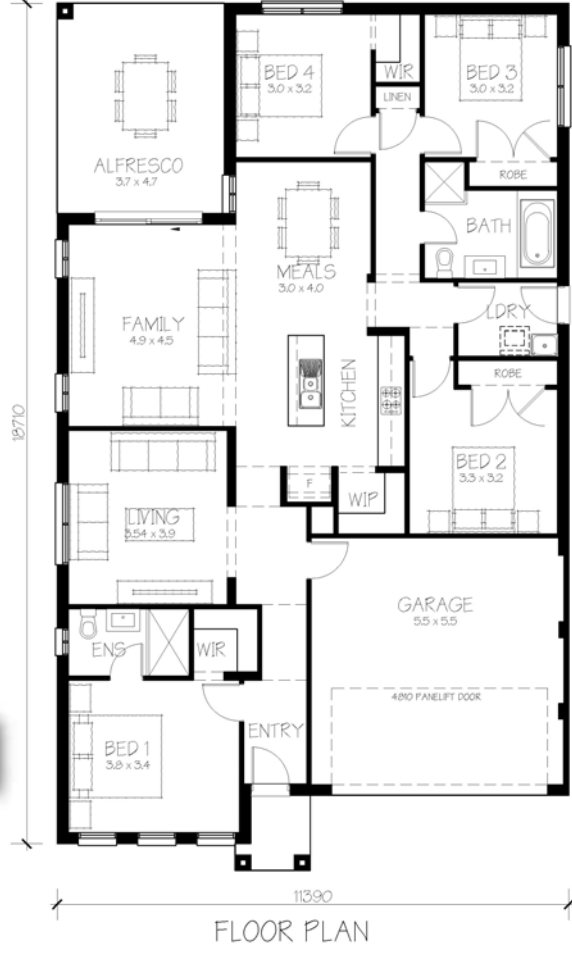 BED 4
3.0 x 3.2
WIR
BED 3
3.0 x 3.2
LINEN
ALFRESCO
3.7 x 4.7
ROBE
BATH
MEALS
3.0 x 4.0
FAMILY
4.9 x 4.5
LDRY
KITCHEN
ROBE
18710
BED 2
3.3 x 3.2
F
WIP
LIVING
3.54 x 3.9
GARAGE
5.5 x 5.5
ENS
WIR
4810 PANELIFT DOOR
ENTRY
BED 1
3.8 x 3.4
11390
FLOOR PLAN